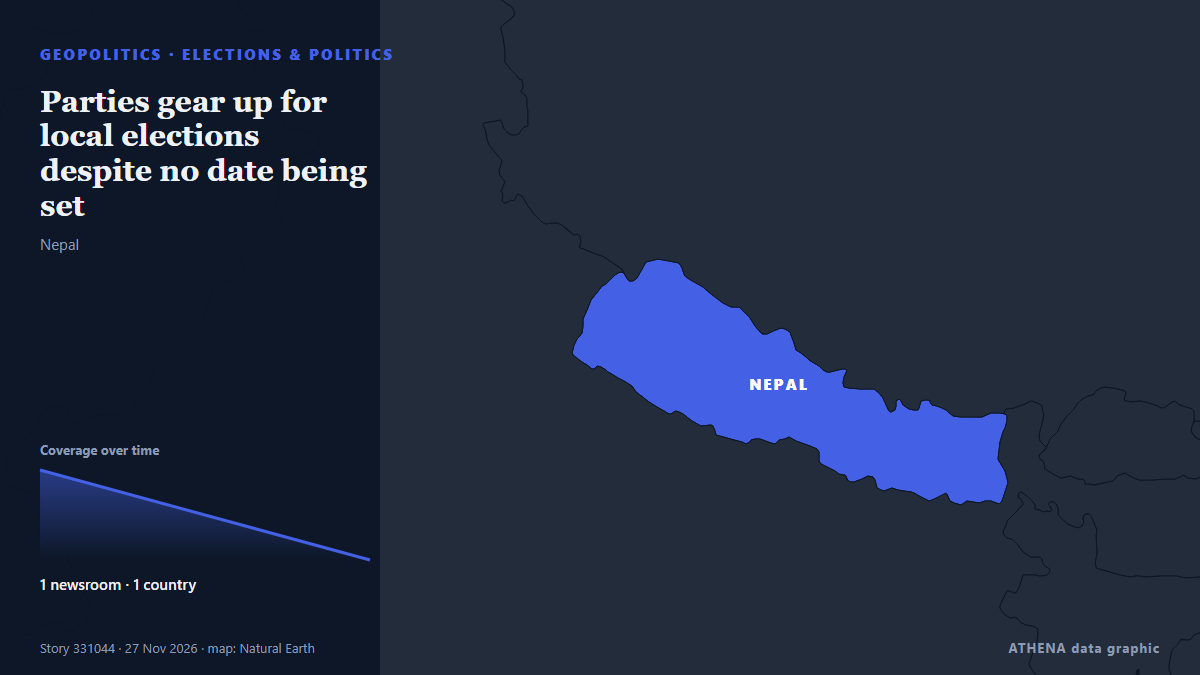 GEOPOLITICS · ELECTIONS & POLITICS
Parties gear up for
local elections
despite no date being
set
Nepal
NEPAL
Coverage over time
1 newsroom · 1 country
Story 331044 · 27 Nov 2026 · map: Natural Earth
ATHENA data graphic